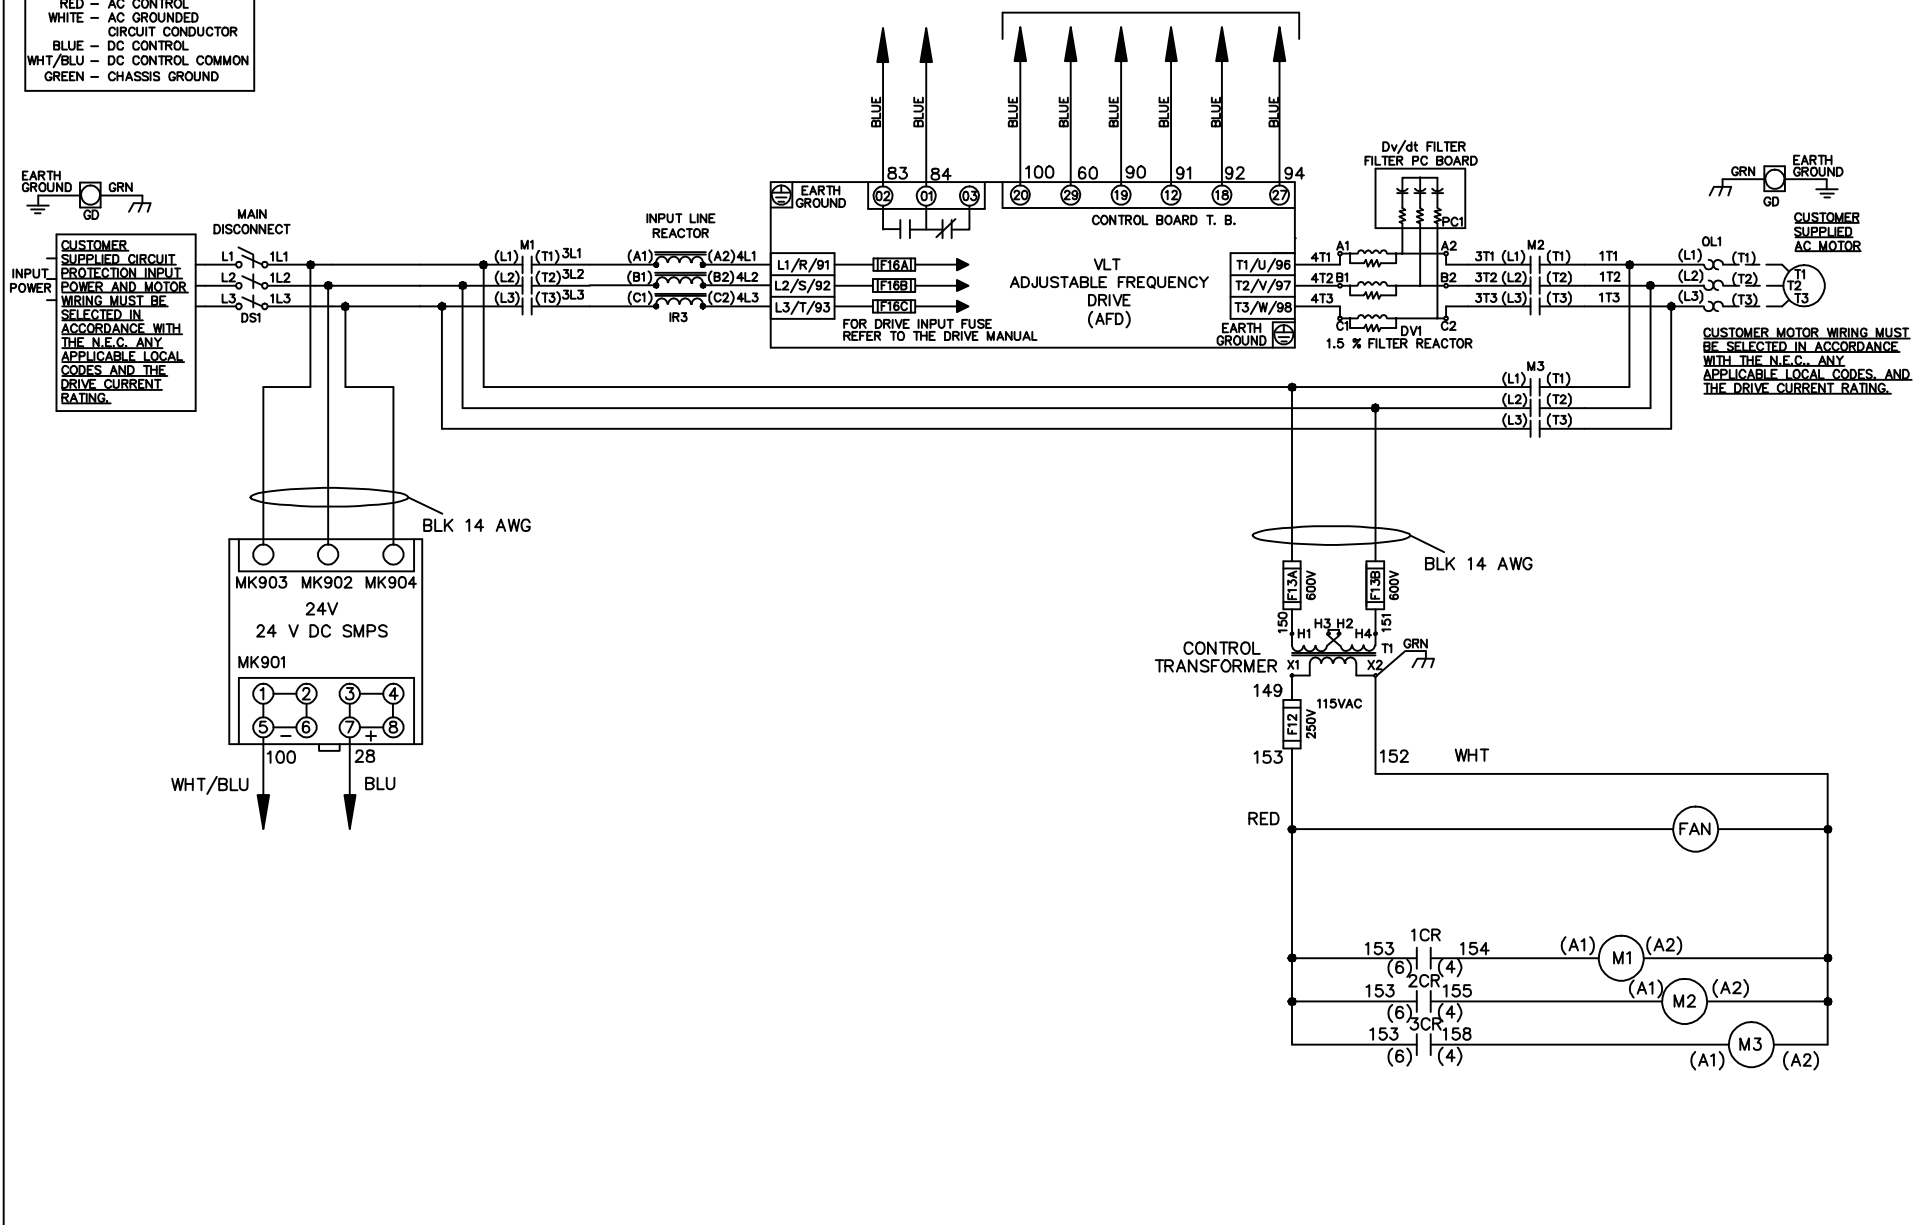 RED – AC CONTROL
WHITE – AC GROUNDED
CIRCUIT CONDUCTOR
BLUE – DC CONTROL
WHT/BLU – DC CONTROL COMMON
GREEN – CHASSIS GROUND
BLUE BLUE BLUE BLUE BLUE BLUE BLUE BLUE
EARTH
GROUND
GRN
GD
INPUT
POWER
CUSTOMER
SUPPLIED CIRCUIT
PROTECTION INPUT
POWER AND MOTOR
WIRING MUST BE
SELECTED IN
ACCORDANCE WITH
THE N.E.C. ANY
APPLICABLE LOCAL
CODES AND THE
DRIVE CURRENT
RATING.
MAIN
DISCONNECT
L1 1L1
L2 1L2
L3 1L3
DS1
M1
(L1) (T1) 3L1
(L2) (T2) 3L2
(L3) (T3) 3L3
INPUT LINE
REACTOR
(A1) (A2) 4L1
(B1) (B2) 4L2
(C1) (C2) 4L3
IR3
83 84 100 60 90 91 92 94
EARTH
GROUND
02 01 03 20 29 19 12 18 27
CONTROL BOARD T. B.
L1/R/91 F16A
L2/S/92 F16B
L3/T/93 F16C
FOR DRIVE INPUT FUSE
REFER TO THE DRIVE MANUAL
VLT
ADJUSTABLE FREQUENCY
DRIVE
(AFD)
T1/U/96
T2/V/97
T3/W/98
EARTH
GROUND
Dv/dt FILTER
FILTER PC BOARD
PC1
4T1 A1 A2
4T2 B1 B2
4T3
C1 DV1 C2
1.5 % FILTER REACTOR
M2
3T1 (L1) (T1) 1T1
3T2 (L2) (T2) 1T2
3T3 (L3) (T3) 1T3
M3
(L1) (T1)
(L2) (T2)
(L3) (T3)
OL1
(L1) (T1)
(L2) (T2)
(L3) (T3)
T1
T2
T3
GRN
EARTH
GROUND
GD
CUSTOMER
SUPPLIED
AC MOTOR
CUSTOMER MOTOR WIRING MUST
BE SELECTED IN ACCORDANCE
WITH THE N.E.C., ANY
APPLICABLE LOCAL CODES, AND
THE DRIVE CURRENT RATING.
BLK 14 AWG
MK903 MK902 MK904
24V
24 V DC SMPS
MK901
1 2 3 4
5 6 7 8
– +
100 28
WHT/BLU BLU
BLK 14 AWG
F13A 600V F13B 600V
150 151
H1 H3 H2 H4
T1
GRN
CONTROL
TRANSFORMER
X1 X2
149
115VAC
F12 250V
153 152 WHT
RED
FAN
1CR
153 154 (A1) M1 (A2)
(6) (4)
2CR
153 155 (A1) M2 (A2)
(6) (4)
3CR
153 158 M3
(6) (4) (A1) (A2)